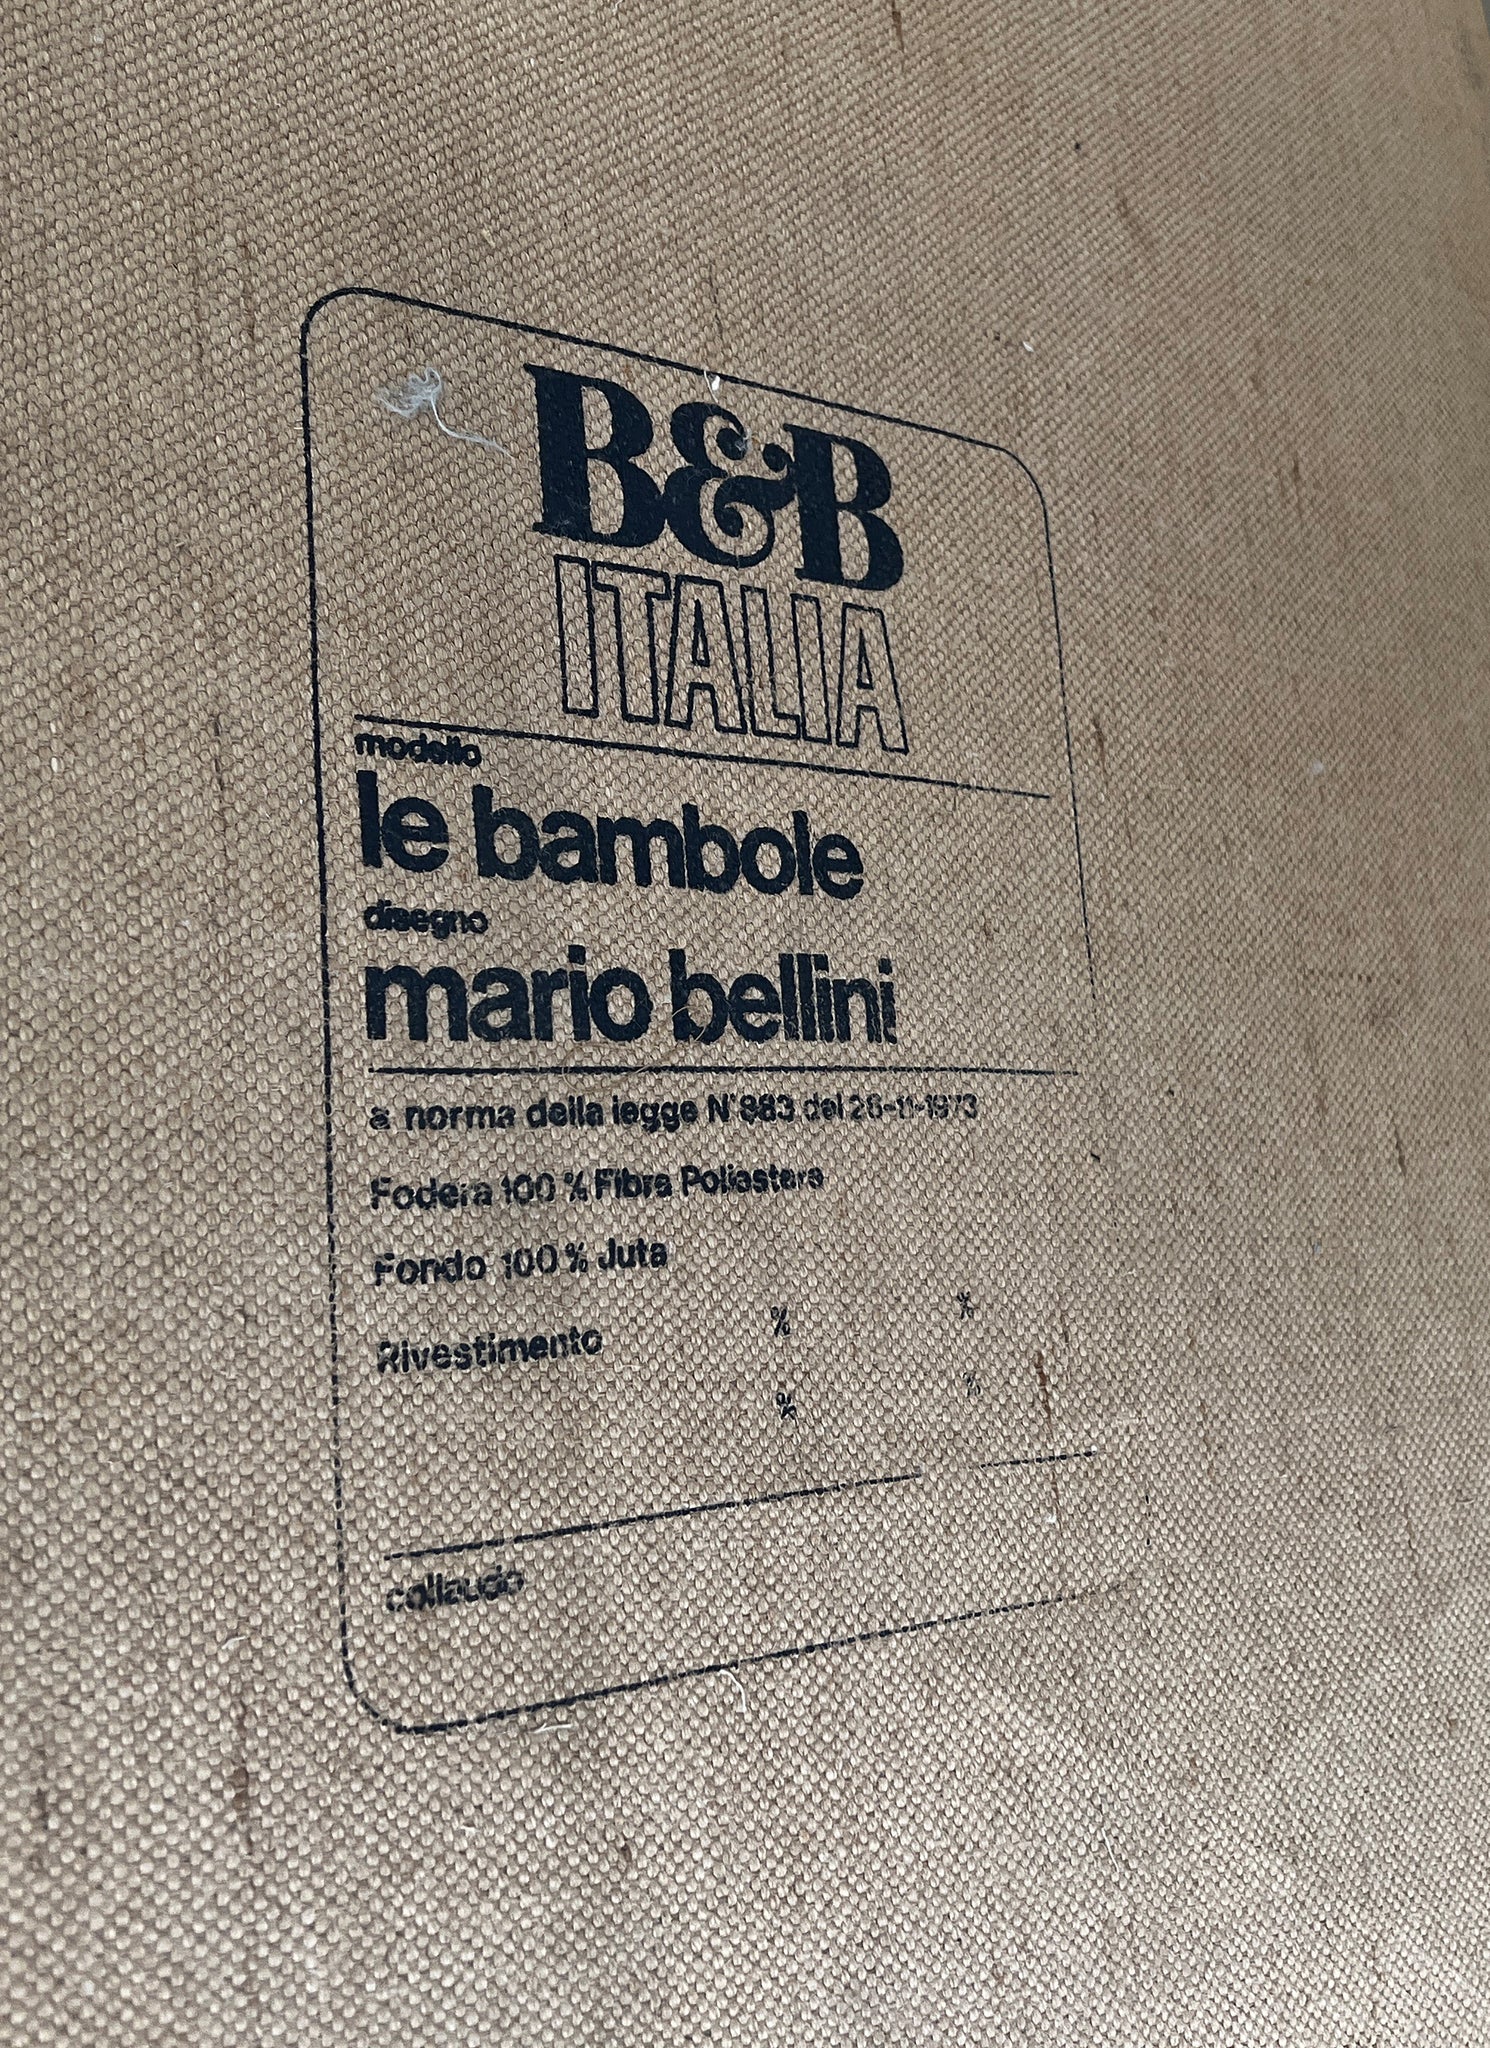 B&B
ITALIA
modello
le bambole
disegno
mario bellini
a norma della legge N°883 del 26-11-1973
Fodera 100% Fibra Poliestere
Fondo 100% Juta
Rivestimento % %
% %
collaudo